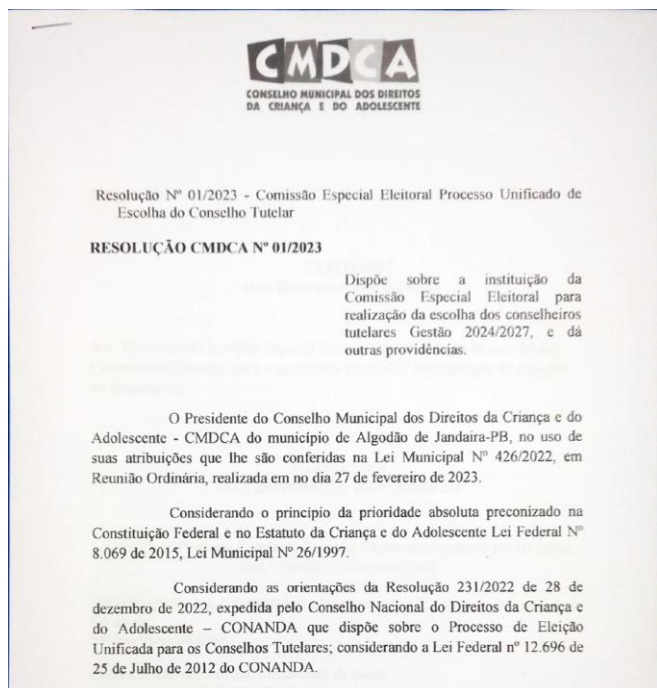 CMDCA
CONSELHO MUNICIPAL DOS DIREITOS
DA CRIANÇA E DO ADOLESCENTE
Resolução Nº 01/2023 - Comissão Especial Eleitoral Processo Unificado de
Escolha do Conselho Tutelar
RESOLUÇÃO CMDCA Nº 01/2023
Dispõe sobre a instituição da
Comissão Especial Eleitoral para
realização da escolha dos conselheiros
tutelares Gestão 2024/2027, e dá
outras providências.
O Presidente do Conselho Municipal dos Direitos da Criança e do
Adolescente - CMDCA do município de Algodão de Jandaira-PB, no uso de
suas atribuições que lhe são conferidas na Lei Municipal Nº 426/2022, em
Reunião Ordinária, realizada em no dia 27 de fevereiro de 2023.
Considerando o princípio da prioridade absoluta preconizado na
Constituição Federal e no Estatuto da Criança e do Adolescente Lei Federal Nº
8.069 de 2015, Lei Municipal Nº 26/1997.
Considerando as orientações da Resolução 231/2022 de 28 de
dezembro de 2022, expedida pelo Conselho Nacional do Direitos da Criança e
do Adolescente – CONANDA que dispõe sobre o Processo de Eleição
Unificada para os Conselhos Tutelares; considerando a Lei Federal nº 12.696 de
25 de Julho de 2012 do CONANDA.